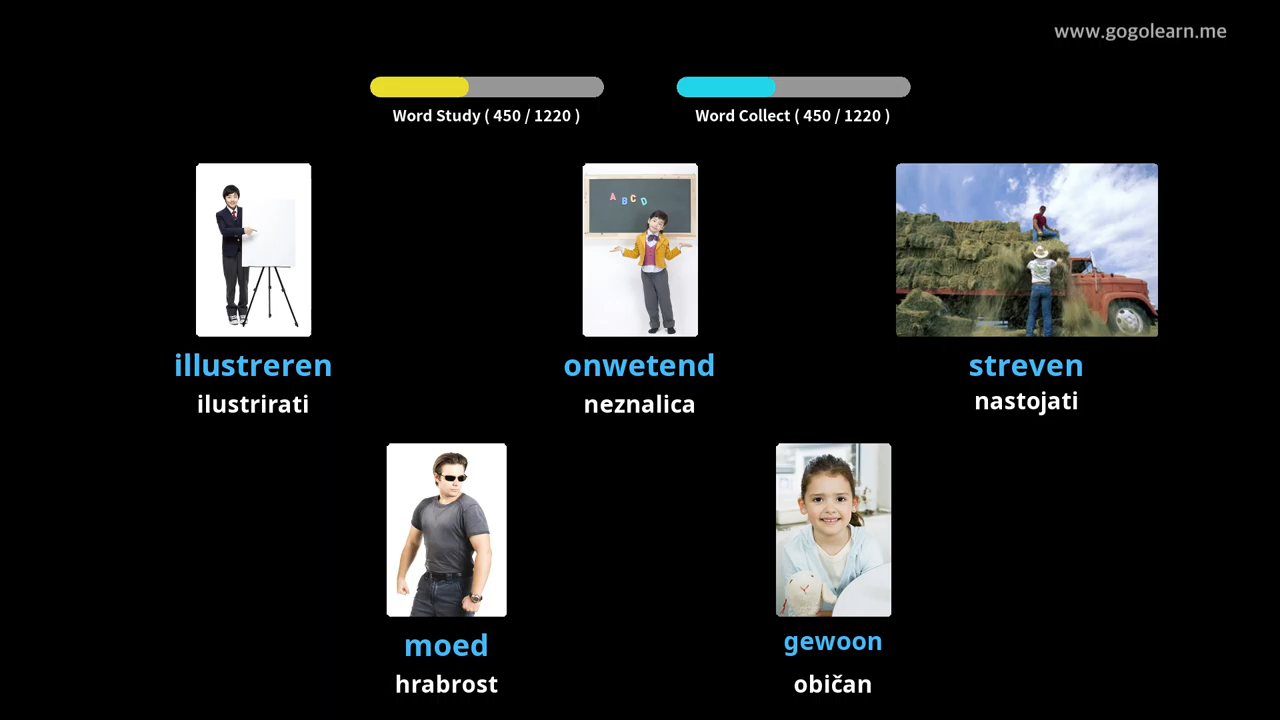 www.gogolearn.me
Word Study ( 450 / 1220 )
Word Collect ( 450 / 1220 )
A B C D
illustreren
ilustrirati
onwetend
neznalica
streven
nastojati
moed
hrabrost
gewoon
običan